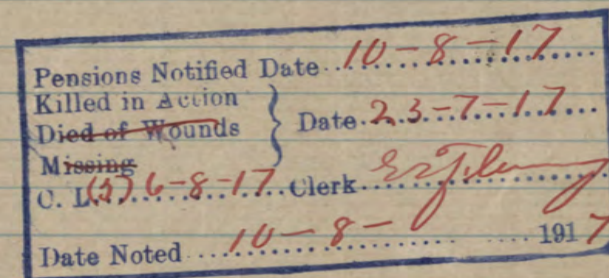 Pensions Notified Date 10-8-17
Killed in Action
Died of Wounds } Date 23-7-17
Missing
C. L. (5) 6-8-17 Clerk
Date Noted 10-8- 1917